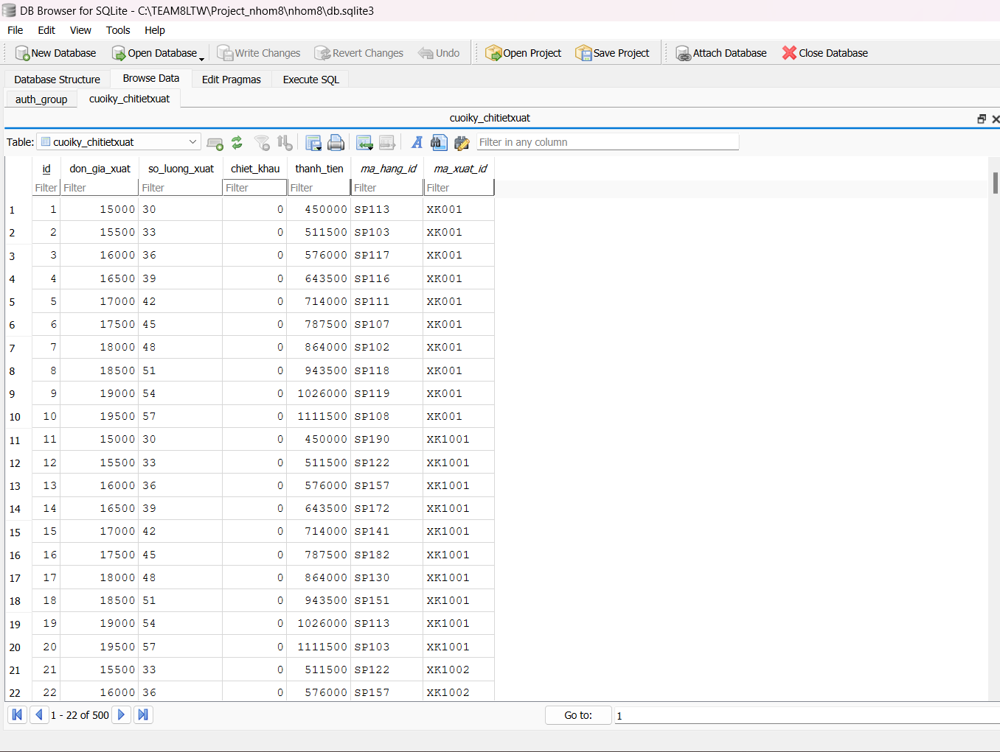 DB Browser for SQLite - C:\TEAM8LTW\Project_nhom8\nhom8\db.sqlite3
File Edit View Tools Help
New Database Open Database Write Changes Revert Changes Undo Open Project Save Project Attach Database Close Database
Database Structure Browse Data Edit Pragmas Execute SQL
auth_group cuoiky_chitietxuat
cuoiky_chitietxuat
Table: cuoiky_chitietxuat Filter in any column
id don_gia_xuat so_luong_xuat chiet_khau thanh_tien ma_hang_id ma_xuat_id
Filter Filter Filter Filter Filter Filter Filter
1 1 15000 30 0 450000 SP113 XK001
2 2 15500 33 0 511500 SP103 XK001
3 3 16000 36 0 576000 SP117 XK001
4 4 16500 39 0 643500 SP116 XK001
5 5 17000 42 0 714000 SP111 XK001
6 6 17500 45 0 787500 SP107 XK001
7 7 18000 48 0 864000 SP102 XK001
8 8 18500 51 0 943500 SP118 XK001
9 9 19000 54 0 1026000 SP119 XK001
10 10 19500 57 0 1111500 SP108 XK001
11 11 15000 30 0 450000 SP190 XK1001
12 12 15500 33 0 511500 SP122 XK1001
13 13 16000 36 0 576000 SP157 XK1001
14 14 16500 39 0 643500 SP172 XK1001
15 15 17000 42 0 714000 SP141 XK1001
16 16 17500 45 0 787500 SP182 XK1001
17 17 18000 48 0 864000 SP130 XK1001
18 18 18500 51 0 943500 SP151 XK1001
19 19 19000 54 0 1026000 SP113 XK1001
20 20 19500 57 0 1111500 SP103 XK1001
21 21 15500 33 0 511500 SP122 XK1002
22 22 16000 36 0 576000 SP157 XK1002
1 - 22 of 500 Go to: 1